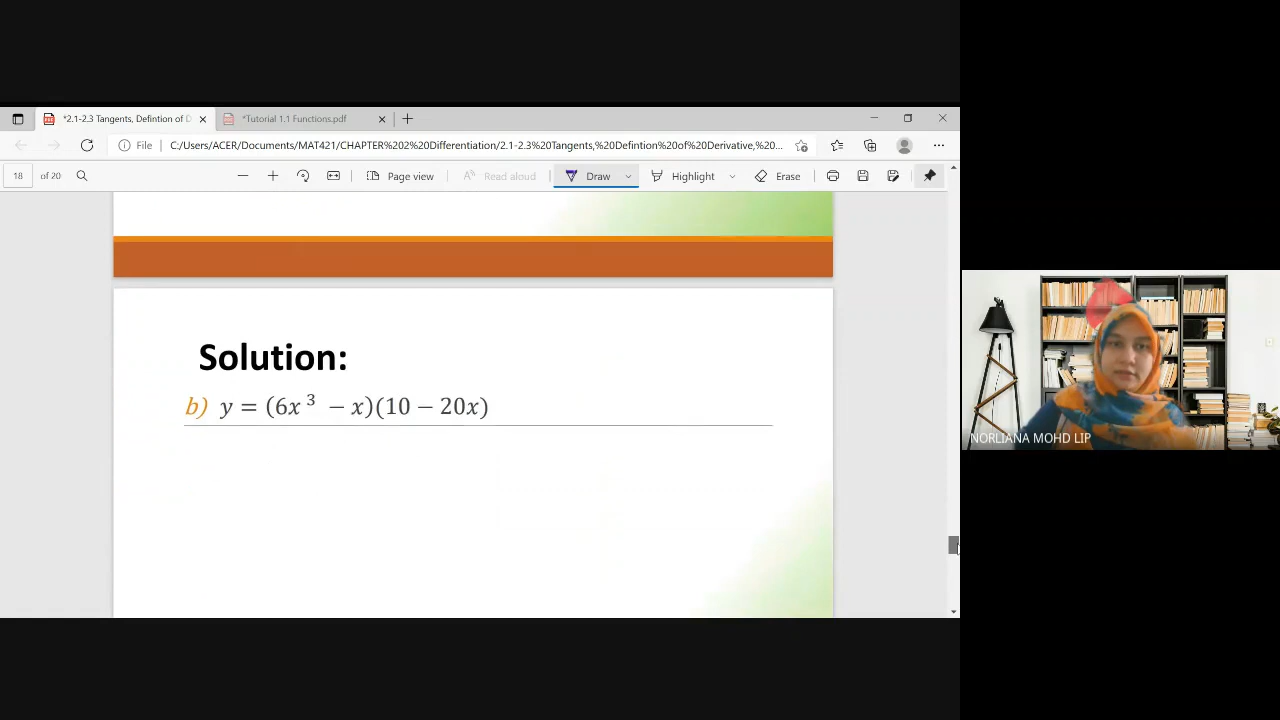 *2.1-2.3 Tangents, Defintion of D
*Tutorial 1.1 Functions.pdf
File
C:/Users/ACER/Documents/MAT421/CHAPTER%202%20Differentiation/2.1-2.3%20Tangents,%20Defintion%20of%20Derivative,%20...
18 of 20
Page view
Read aloud
Draw
Highlight
Erase
Solution:
b) y = (6x³ − x)(10 − 20x)
NORLIANA MOHD LIP